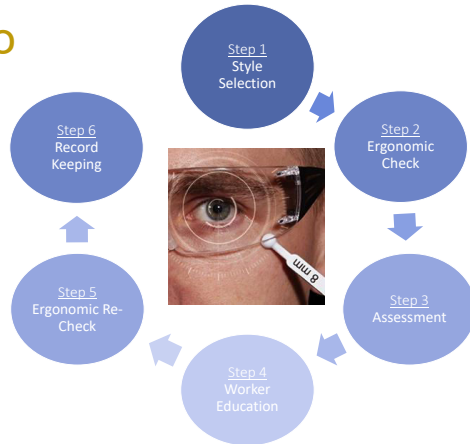 o
Step 1
Style
Selection
Step 2
Ergonomic
Check
Step 3
Assessment
Step 4
Worker
Education
Step 5
Ergonomic Re-
Check
Step 6
Record
Keeping
8 mm